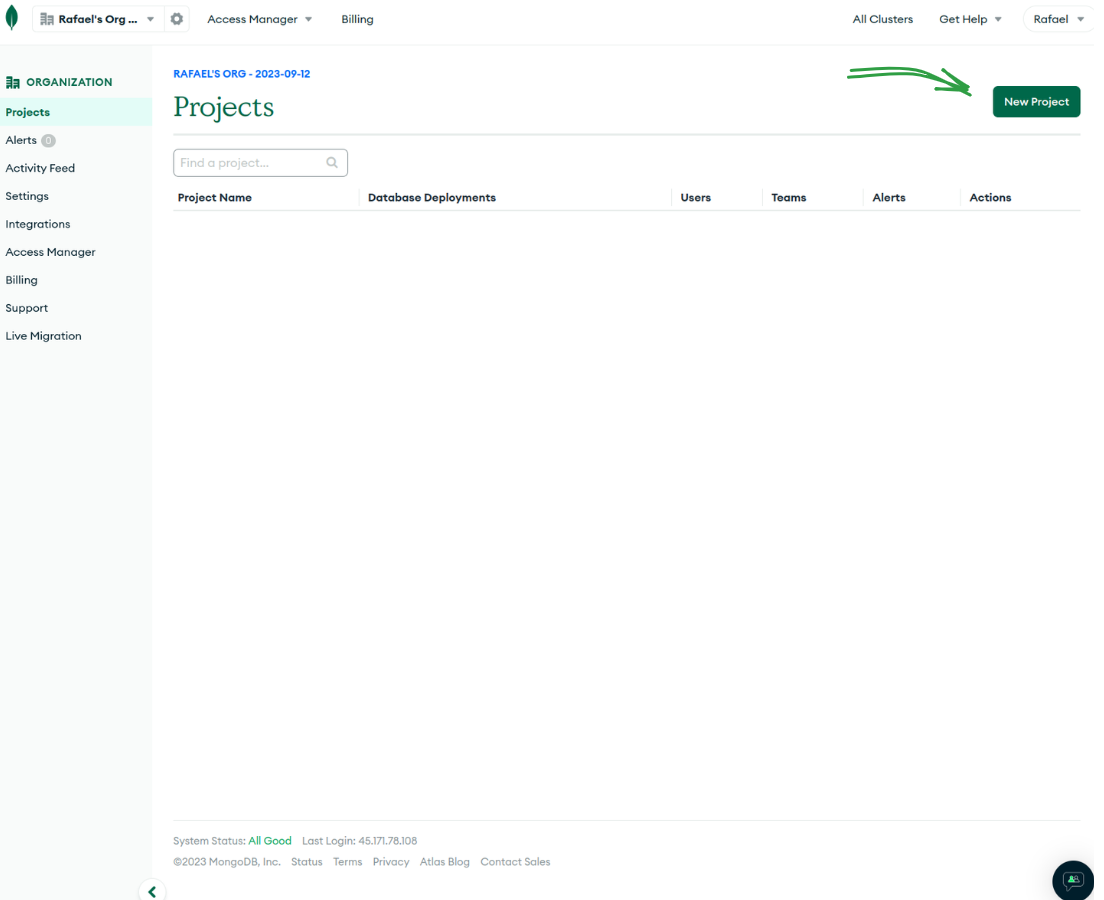 Rafael's Org ... Access Manager Billing All Clusters Get Help Rafael
ORGANIZATION
Projects
Alerts 0
Activity Feed
Settings
Integrations
Access Manager
Billing
Support
Live Migration
RAFAEL'S ORG - 2023-09-12
Projects
New Project
Find a project...
Project Name Database Deployments Users Teams Alerts Actions
System Status: All Good Last Login: 45.171.78.108
©2023 MongoDB, Inc. Status Terms Privacy Atlas Blog Contact Sales